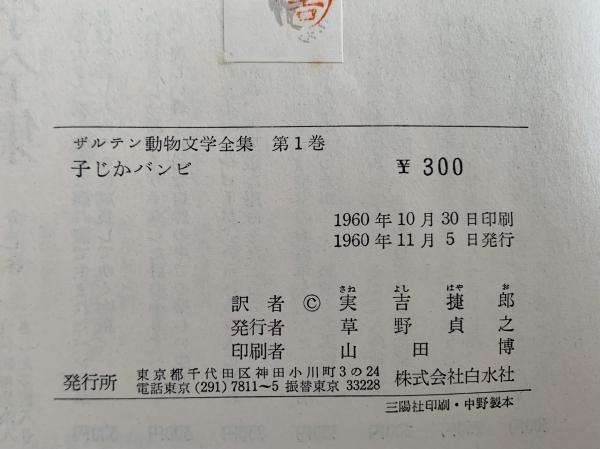 ザルテン動物文学全集 第1巻
子じかバンビ ￥300
1960年10月30日印刷
1960年11月5日発行
さね よし はや お
訳者 © 実吉捷郎
発行者 草野貞之
印刷者 山田博
発行所 東京都千代田区神田小川町3の24 株式会社白水社
電話東京(291)7811〜5 振替東京33228
三陽社印刷・中野製本